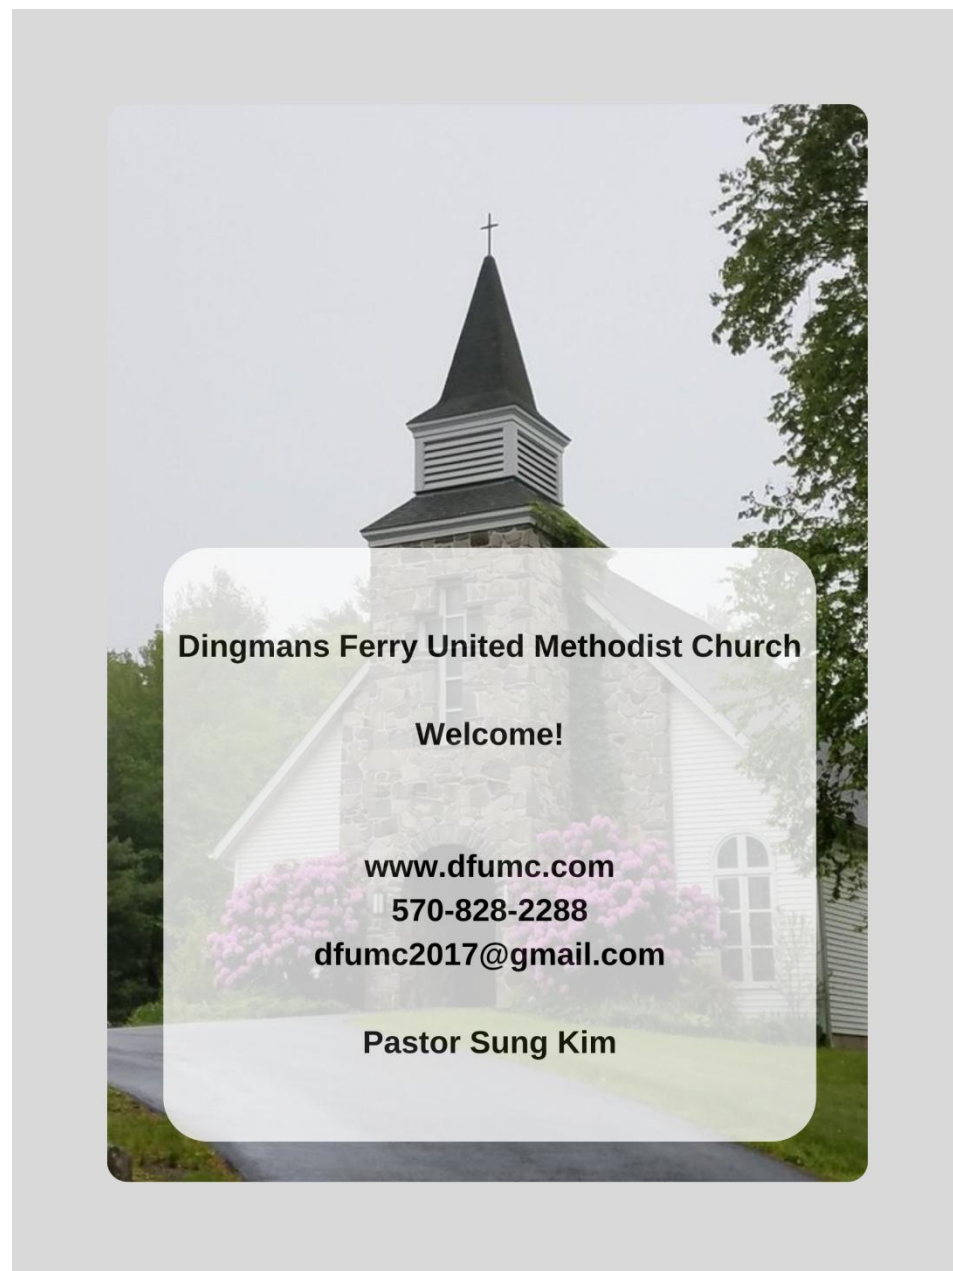 Dingmans Ferry United Methodist Church
Welcome!
www.dfumc.com
570-828-2288
dfumc2017@gmail.com
Pastor Sung Kim